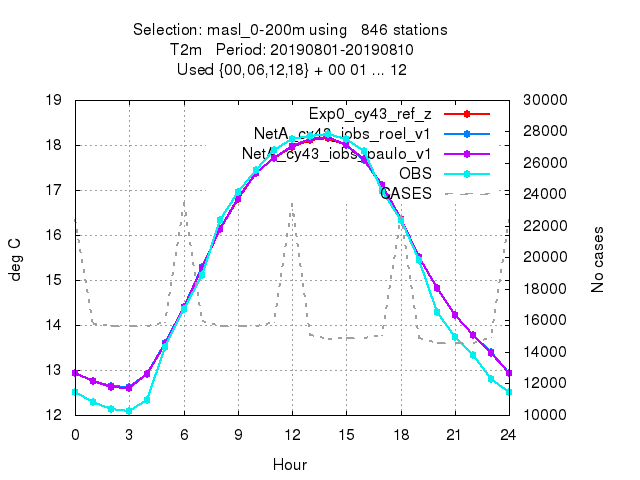 Selection: masl_0-200m using 846 stations
T2m Period: 20190801-20190810
Used {00,06,12,18} + 00 01 ... 12
19 30000
Exp0_cy43_ref_z
NetA_cy43_iobs_roel_v1
18 28000
NetA_cy43_iobs_paulo_v1
26000
OBS
17 CASES 24000
22000
16
20000
deg C
No cases
15 18000
14 16000
14000
13
12000
12 10000
0 3 6 9 12 15 18 21 24
Hour